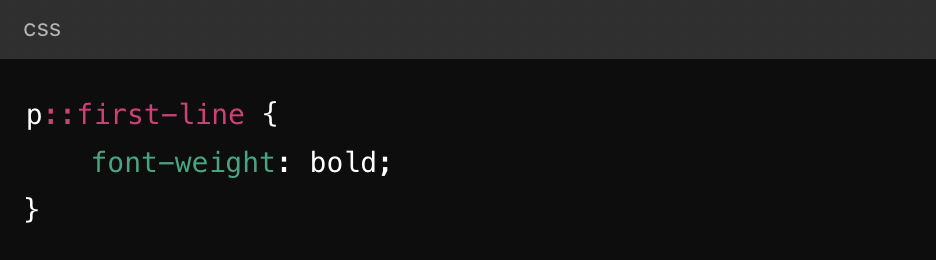 css
p::first-line {
    font-weight: bold;
}